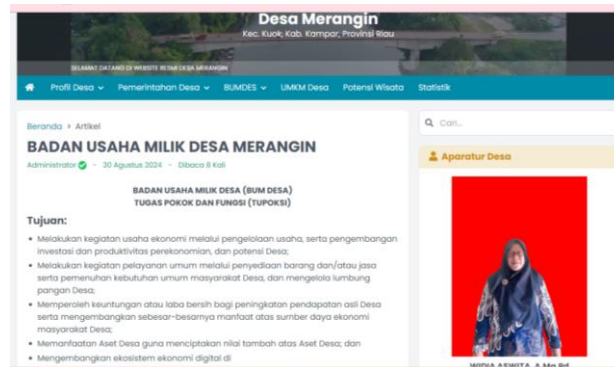 Desa Merangin
Kec. Kuok, Kab. Kampar, Provinsi Riau
SELAMAT DATANG DI WEBSITE RESMI DESA MERANGIN
Profil Desa Pemerintahan Desa BUMDES UMKM Desa Potensi Wisata Statistik
Beranda Artikel
BADAN USAHA MILIK DESA MERANGIN
Administrator - 30 Agustus 2024 - Dibaca 8 Kali
BADAN USAHA MILIK DESA (BUM DESA)
TUGAS POKOK DAN FUNGSI (TUPOKSI)
Tujuan:
• Melakukan kegiatan usaha ekonomi melalui pengelolaan usaha, serta pengembangan
investasi dan produktivitas perekonomian, dan potensi Desa;
• Melakukan kegiatan pelayanan umum melalui penyediaan barang dan/atau jasa
serta pemenuhan kebutuhan umum masyarakat Desa, dan mengelola lumbung
pangan Desa;
• Memperoleh keuntungan atau laba bersih bagi peningkatan pendapatan asli Desa
serta mengembangkan sebesar-besarnya manfaat atas sumber daya ekonomi
masyarakat Desa;
• Memanfaatan Aset Desa guna menciptakan nilai tambah atas Aset Desa; dan
• Mengembangkan ekosistem ekonomi digital di
Cari...
Aparatur Desa
WIDIA ASWITA, A.Ma.Pd